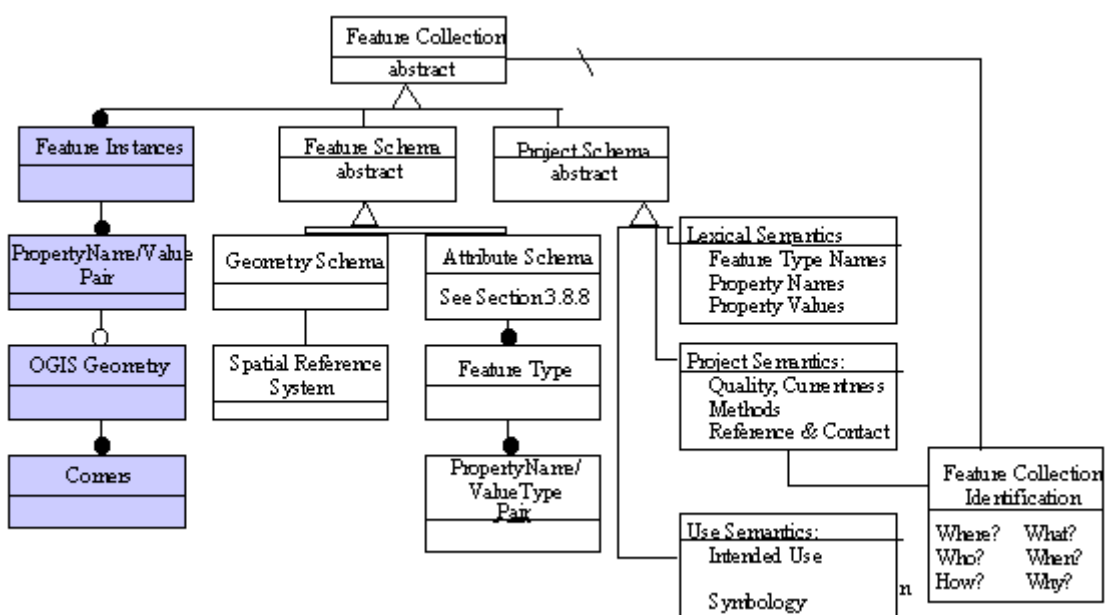 Feature Collection
abstract
Feature Instances
Feature Schema
abstract
Project Schema
abstract
PropertyName/Value
Pair
Geometry Schema
Attribute Schema
See Section 3.8.8
Lexical Semantics
Feature Type Names
Property Names
Property Values
OGIS Geometry
Spatial Reference
System
Feature Type
Project Semantics:
Quality, Currentness
Methods
Reference & Contact
Corners
PropertyName/
ValueType
Pair
Feature Collection
Identification
Where? What?
Who? When?
How? Why?
Use Semantics:
Intended Use
n
Symbology